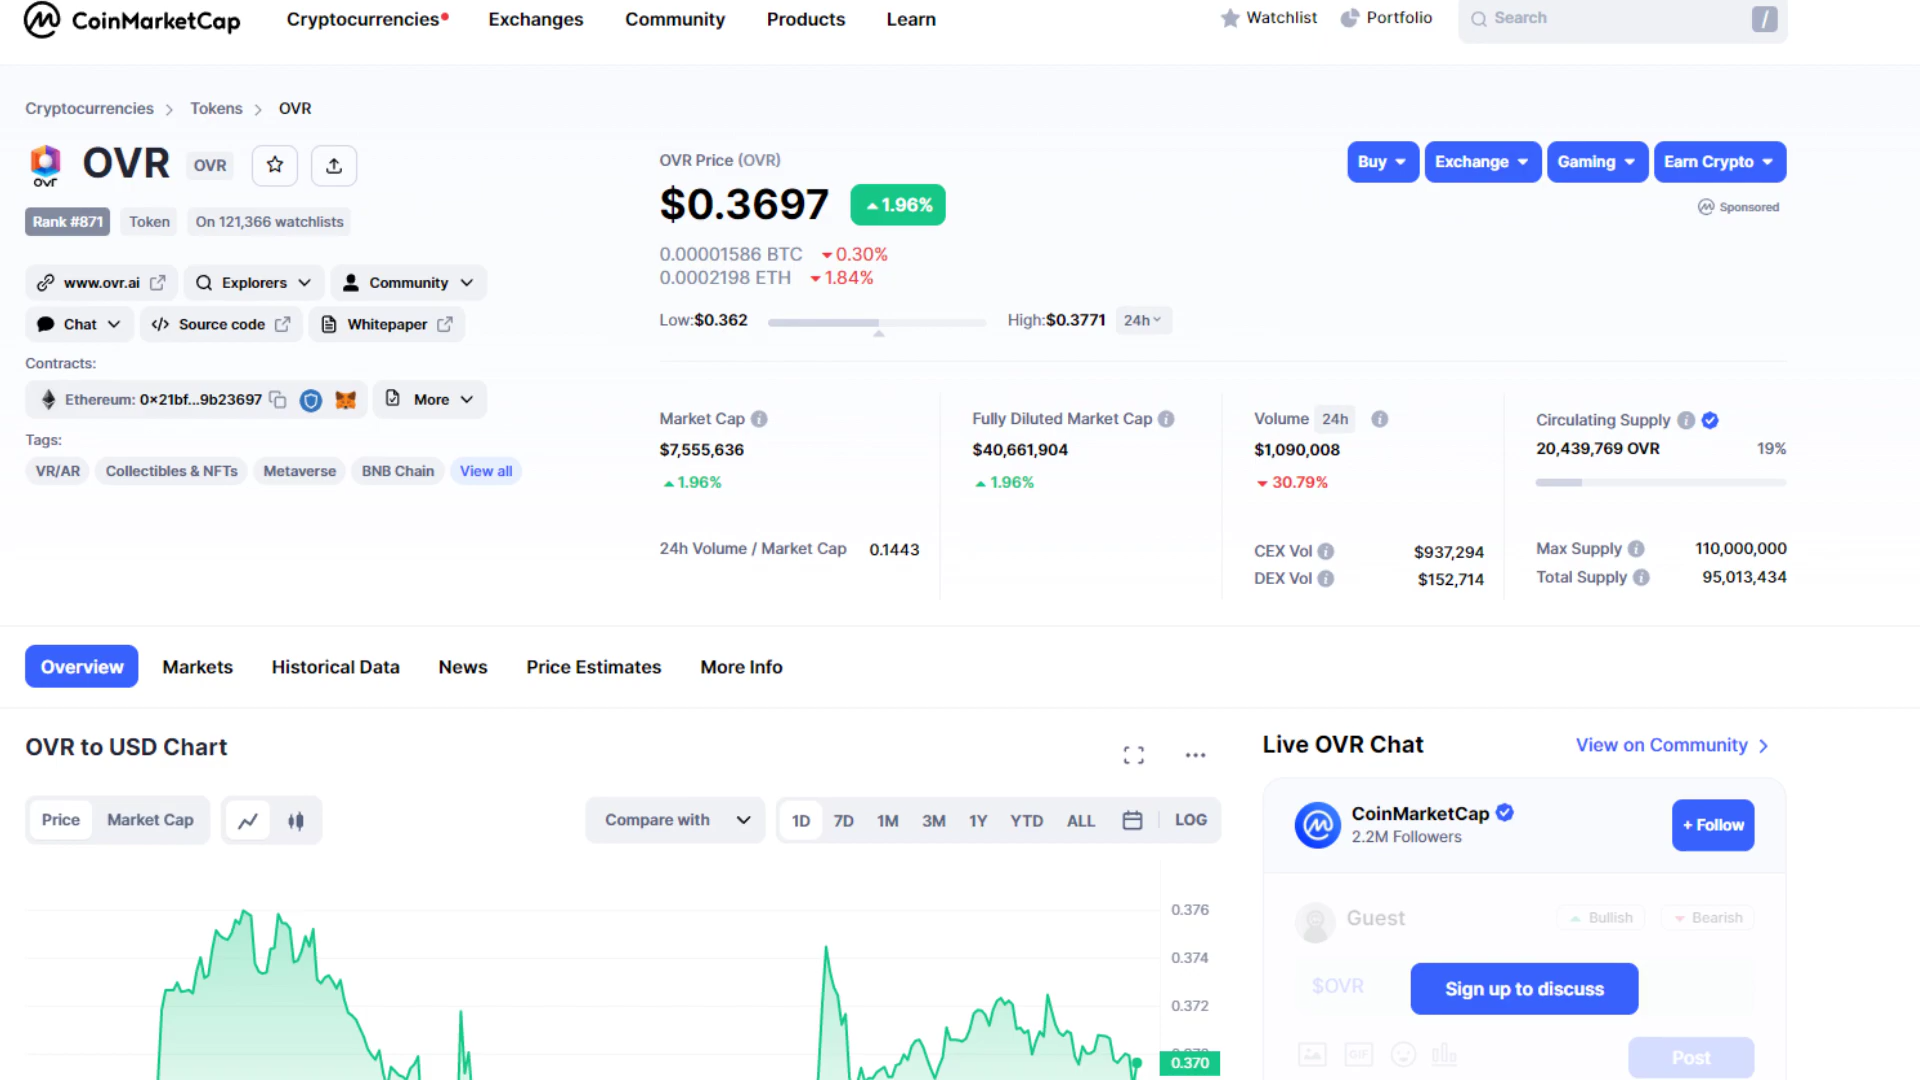 CoinMarketCap
Cryptocurrencies Exchanges Community Products Learn
Watchlist Portfolio Search /
Cryptocurrencies > Tokens > OVR
OVR OVR
Rank #871 Token On 121,366 watchlists
www.ovr.ai Explorers Community
Chat Source code Whitepaper
Contracts:
Ethereum: 0x21bf...9b23697 More
Tags:
VR/AR Collectibles & NFTs Metaverse BNB Chain View all
OVR Price (OVR)
$0.3697 1.96%
0.00001586 BTC 0.30%
0.0002198 ETH 1.84%
Low:$0.362 High:$0.3771 24h
Buy Exchange Gaming Earn Crypto
Sponsored
Market Cap
$7,555,636
1.96%
24h Volume / Market Cap 0.1443
Fully Diluted Market Cap
$40,661,904
1.96%
Volume 24h
$1,090,008
30.79%
CEX Vol $937,294
DEX Vol $152,714
Circulating Supply
20,439,769 OVR 19%
Max Supply 110,000,000
Total Supply 95,013,434
Overview Markets Historical Data News Price Estimates More Info
OVR to USD Chart
Price Market Cap
Compare with 1D 7D 1M 3M 1Y YTD ALL LOG
0.376
0.374
0.372
0.370
Live OVR Chat View on Community >
CoinMarketCap
2.2M Followers
+ Follow
Guest Bullish Bearish
$OVR Sign up to discuss
GIF Post